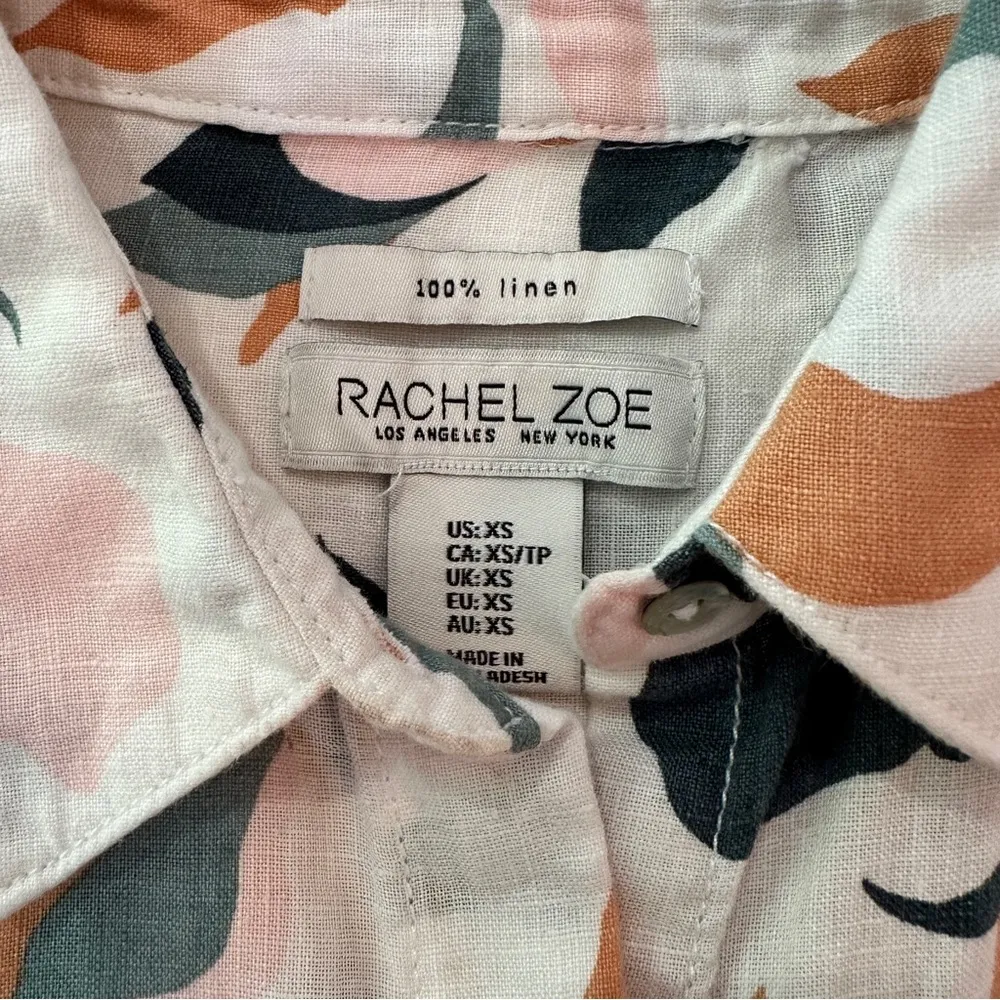 100% linen
RACHEL ZOE
LOS ANGELES NEW YORK
US: XS
CA: XS/TP
UK: XS
EU: XS
AU: XS
MADE IN